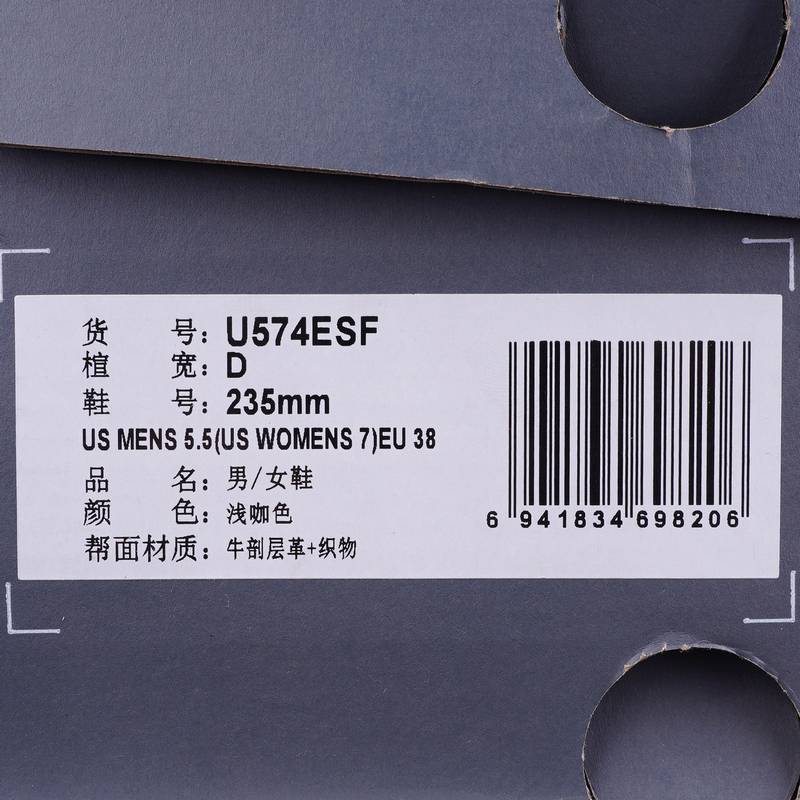 货 号：U574ESF
楦 宽：D
鞋 号：235mm
US MENS 5.5(US WOMENS 7)EU 38
品 名：男/女鞋
颜 色：浅咖色
帮面材质：牛剖层革+织物
6 941834 698206